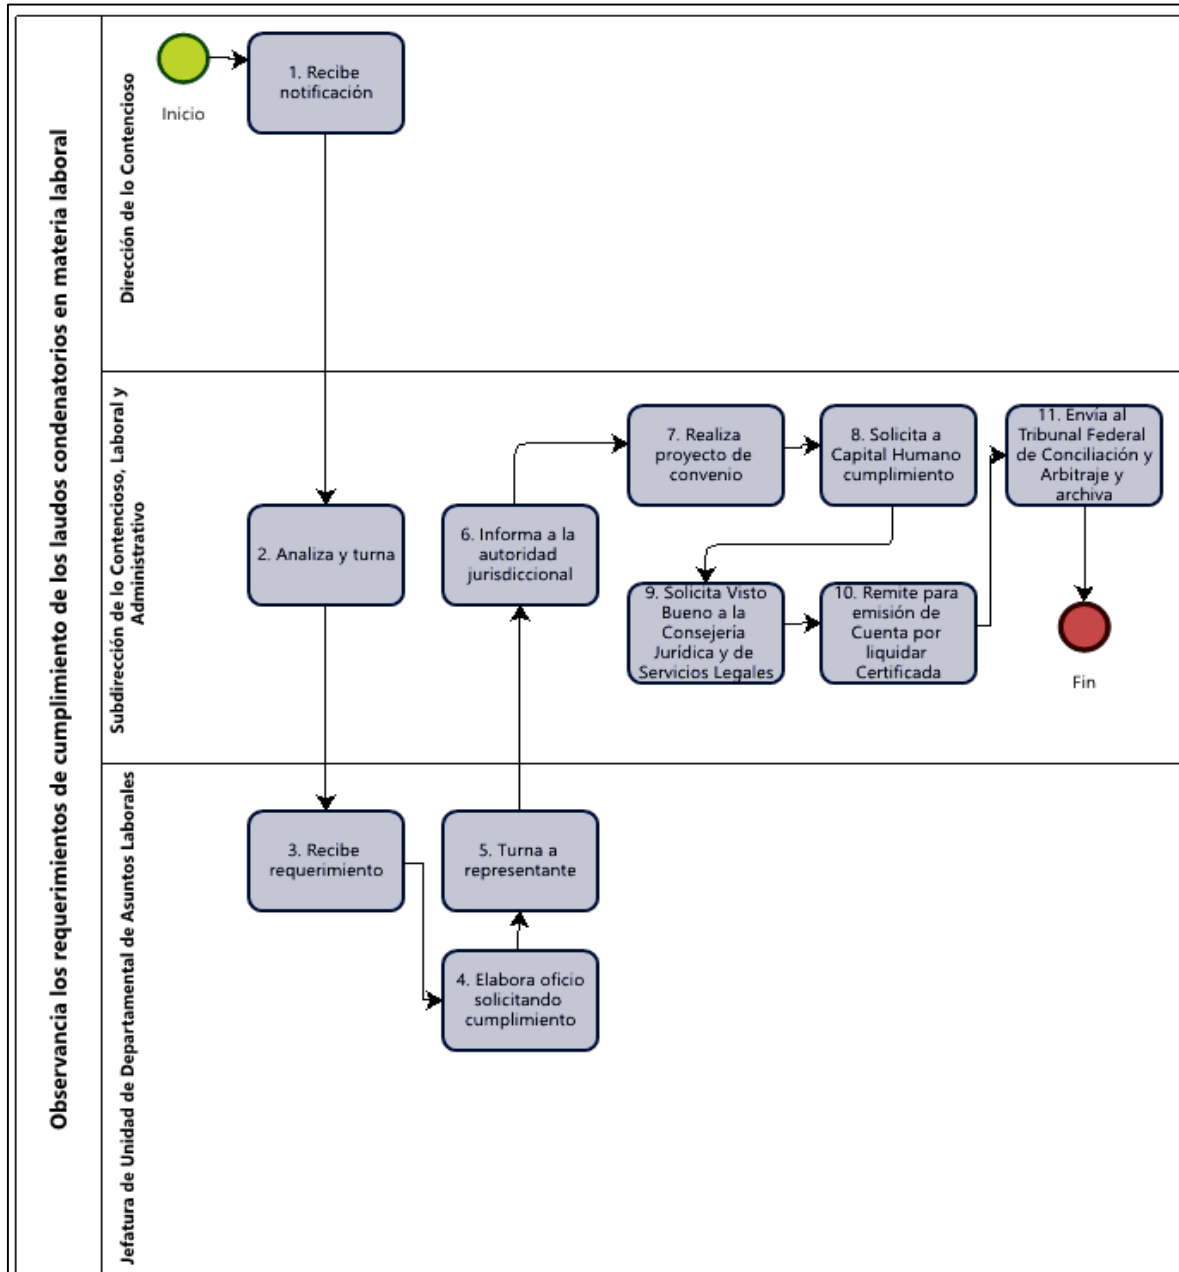 Observancia los requerimientos de cumplimiento de los laudos condenatorios en materia laboral
Dirección de lo Contencioso
Inicio
1. Recibe
notificación
Subdirección de lo Contencioso, Laboral y
Administrativo
2. Analiza y turna
6. Informa a la
autoridad
jurisdiccional
7. Realiza
proyecto de
convenio
8. Solicita a
Capital Humano
cumplimiento
11. Envía al
Tribunal Federal
de Conciliación y
Arbitraje y
archiva
9. Solicita Visto
Bueno a la
Consejería
Jurídica y de
Servicios Legales
10. Remite para
emisión de
Cuenta por
liquidar
Certificada
Fin
Jefatura de Unidad de Departamental de Asuntos Laborales
3. Recibe
requerimiento
5. Turna a
representante
4. Elabora oficio
solicitando
cumplimiento